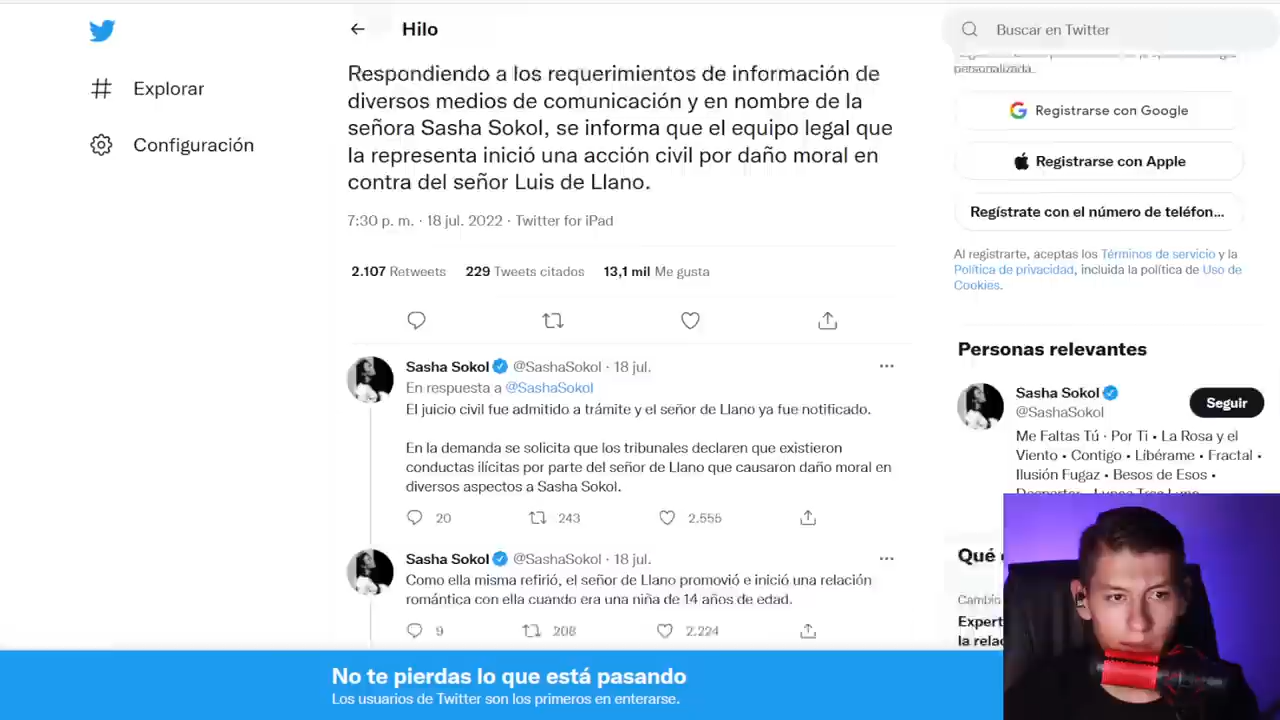 Hilo
Buscar en Twitter
Explorar
Configuración
Respondiendo a los requerimientos de información de
diversos medios de comunicación y en nombre de la
señora Sasha Sokol, se informa que el equipo legal que
la representa inició una acción civil por daño moral en
contra del señor Luis de Llano.
7:30 p. m. · 18 jul. 2022 · Twitter for iPad
2.107 Retweets 229 Tweets citados 13,1 mil Me gusta
Sasha Sokol @SashaSokol · 18 jul.
En respuesta a @SashaSokol
El juicio civil fue admitido a trámite y el señor de Llano ya fue notificado.
En la demanda se solicita que los tribunales declaren que existieron
conductas ilícitas por parte del señor de Llano que causaron daño moral en
diversos aspectos a Sasha Sokol.
20 243 2.555
Sasha Sokol @SashaSokol · 18 jul.
Como ella misma refirió, el señor de Llano promovió e inició una relación
romántica con ella cuando era una niña de 14 años de edad.
9 208 2.224
personalizada.
Registrarse con Google
Registrarse con Apple
Regístrate con el número de teléfon...
Al registrarte, aceptas los Términos de servicio y la
Política de privacidad, incluida la política de Uso de
Cookies.
Personas relevantes
Sasha Sokol
@SashaSokol
Seguir
Me Faltas Tú · Por Ti • La Rosa y el
Viento • Contigo • Libérame • Fractal •
Ilusión Fugaz • Besos de Esos •
Qué
Expert
la relac
No te pierdas lo que está pasando
Los usuarios de Twitter son los primeros en enterarse.